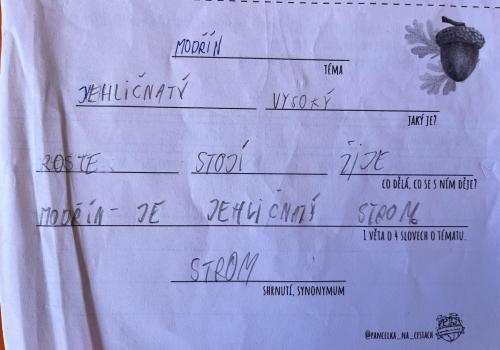 MODŘÍN
TÉMA
JEHLIČNATÝ VYSOKÝ
JAKÝ JE?
ROSTE STOJÍ ŽIJE
CO DĚLÁ, CO SE S NÍM DĚJE?
MODŘÍN JE JEHLIČNATÝ STROM
1 VĚTA O 4 SLOVECH O TÉMATU.
STROM
SHRNUTÍ, SYNONYMUM
@PANCELKA_NA_CESTACH